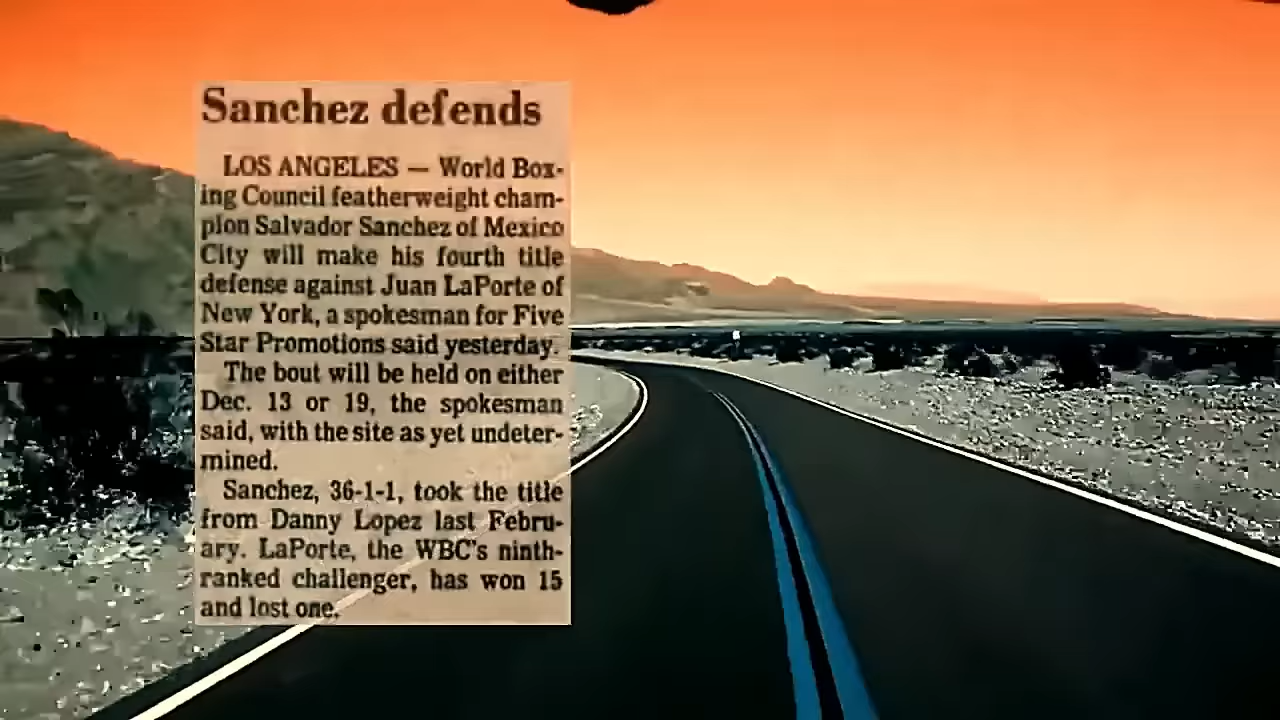 Sanchez defends
LOS ANGELES — World Box-
ing Council featherweight cham-
pion Salvador Sanchez of Mexico
City will make his fourth title
defense against Juan LaPorte of
New York, a spokesman for Five
Star Promotions said yesterday.
The bout will be held on either
Dec. 13 or 19, the spokesman
said, with the site as yet undeter-
mined.
Sanchez, 36-1-1, took the title
from Danny Lopez last Febru-
ary. LaPorte, the WBC's ninth-
ranked challenger, has won 15
and lost one.